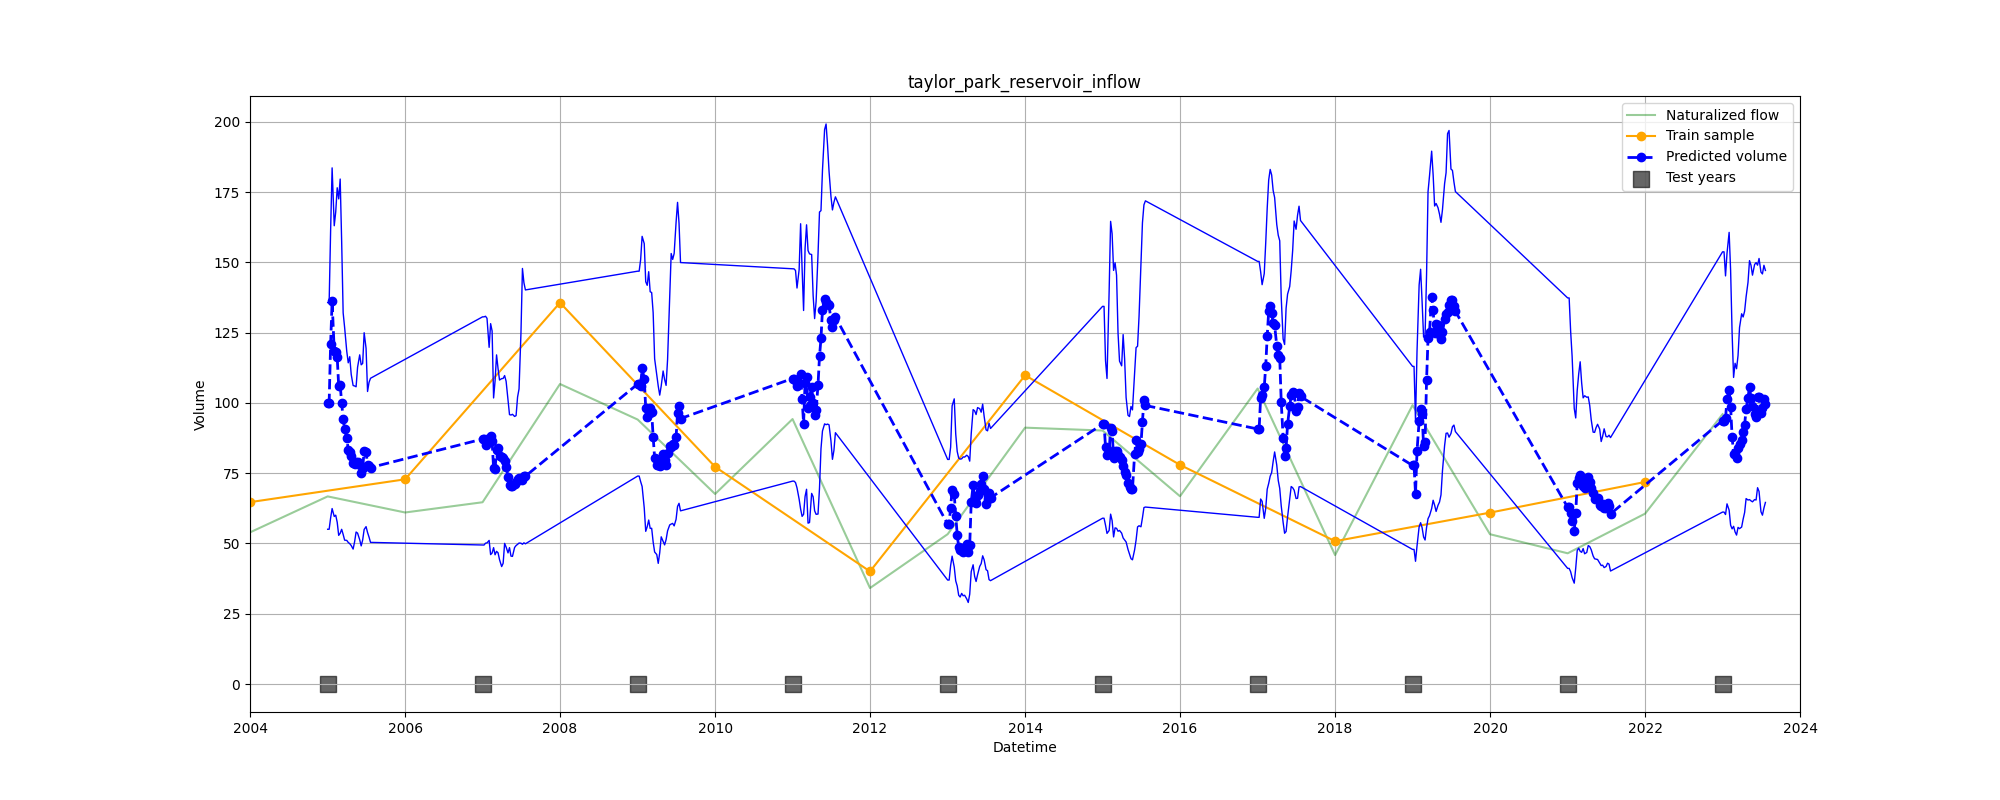 taylor_park_reservoir_inflow
Naturalized flow
Train sample
Predicted volume
Test years
Volume
200
175
150
125
100
75
50
25
0
2004 2006 2008 2010 2012 2014 2016 2018 2020 2022 2024
Datetime